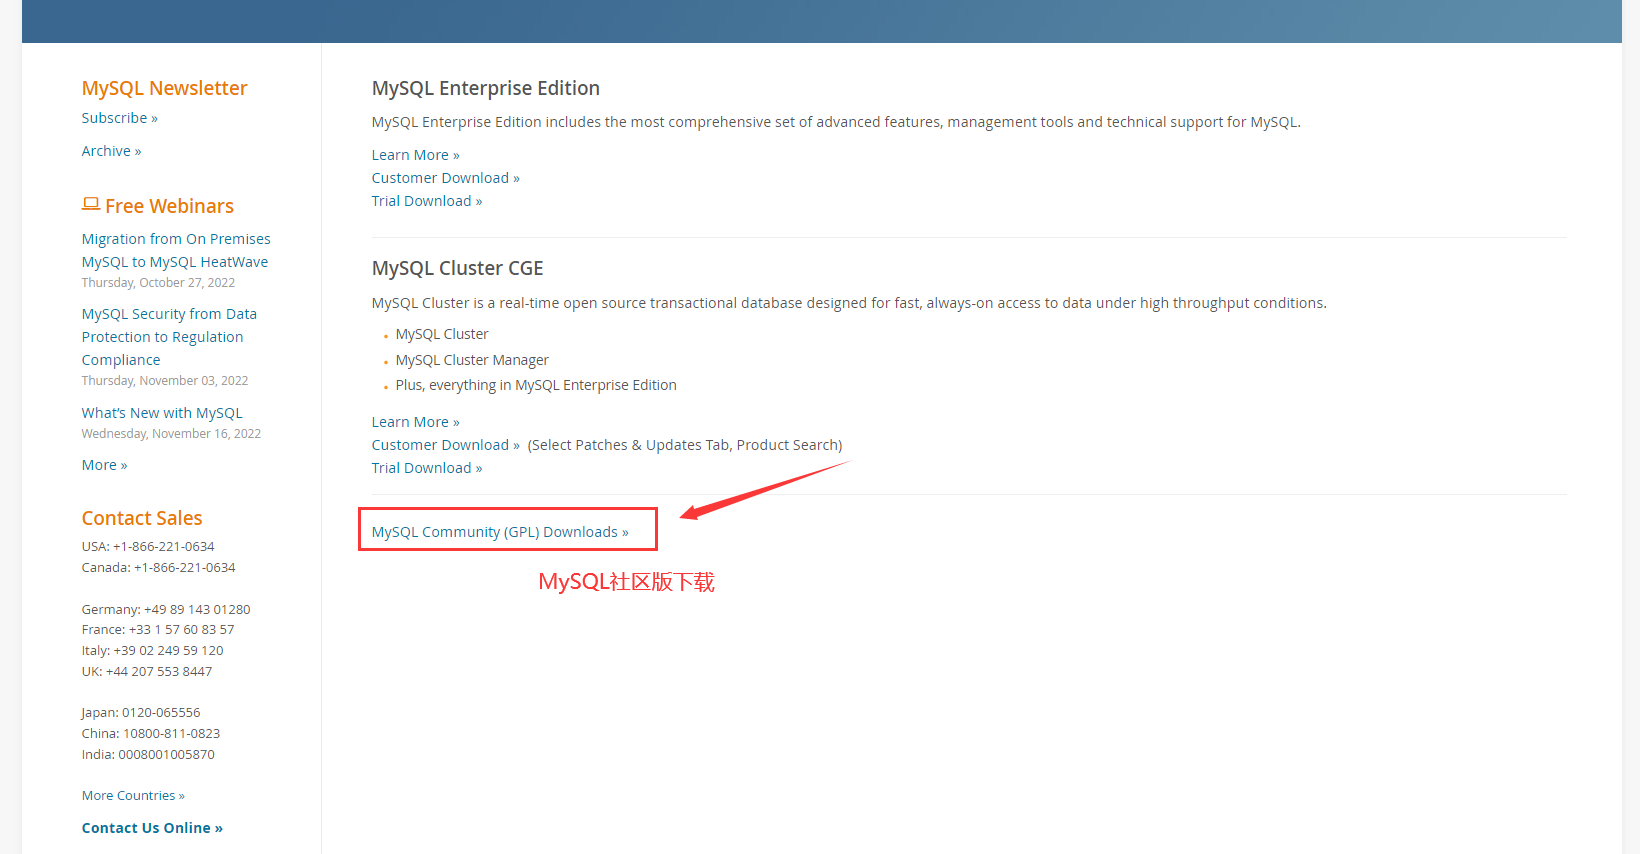 MySQL Newsletter
Subscribe »
Archive »
Free Webinars
Migration from On Premises
MySQL to MySQL HeatWave
Thursday, October 27, 2022
MySQL Security from Data
Protection to Regulation
Compliance
Thursday, November 03, 2022
What's New with MySQL
Wednesday, November 16, 2022
More »
Contact Sales
USA: +1-866-221-0634
Canada: +1-866-221-0634
Germany: +49 89 143 01280
France: +33 1 57 60 83 57
Italy: +39 02 249 59 120
UK: +44 207 553 8447
Japan: 0120-065556
China: 10800-811-0823
India: 0008001005870
More Countries »
Contact Us Online »
MySQL Enterprise Edition
MySQL Enterprise Edition includes the most comprehensive set of advanced features, management tools and technical support for MySQL.
Learn More »
Customer Download »
Trial Download »
MySQL Cluster CGE
MySQL Cluster is a real-time open source transactional database designed for fast, always-on access to data under high throughput conditions.
MySQL Cluster
MySQL Cluster Manager
Plus, everything in MySQL Enterprise Edition
Learn More »
Customer Download » (Select Patches & Updates Tab, Product Search)
Trial Download »
MySQL Community (GPL) Downloads »
MySQL社区版下载